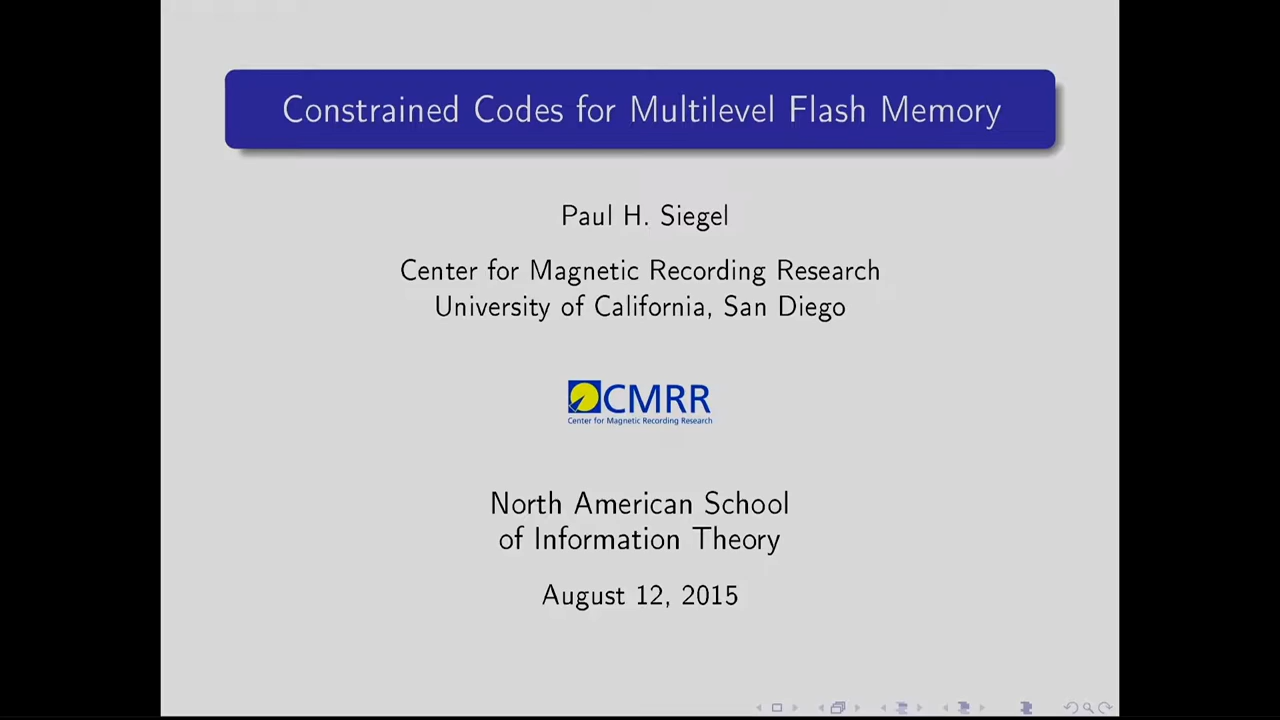 Constrained Codes for Multilevel Flash Memory
Paul H. Siegel
Center for Magnetic Recording Research
University of California, San Diego
CMRR
Center for Magnetic Recording Research
North American School
of Information Theory
August 12, 2015